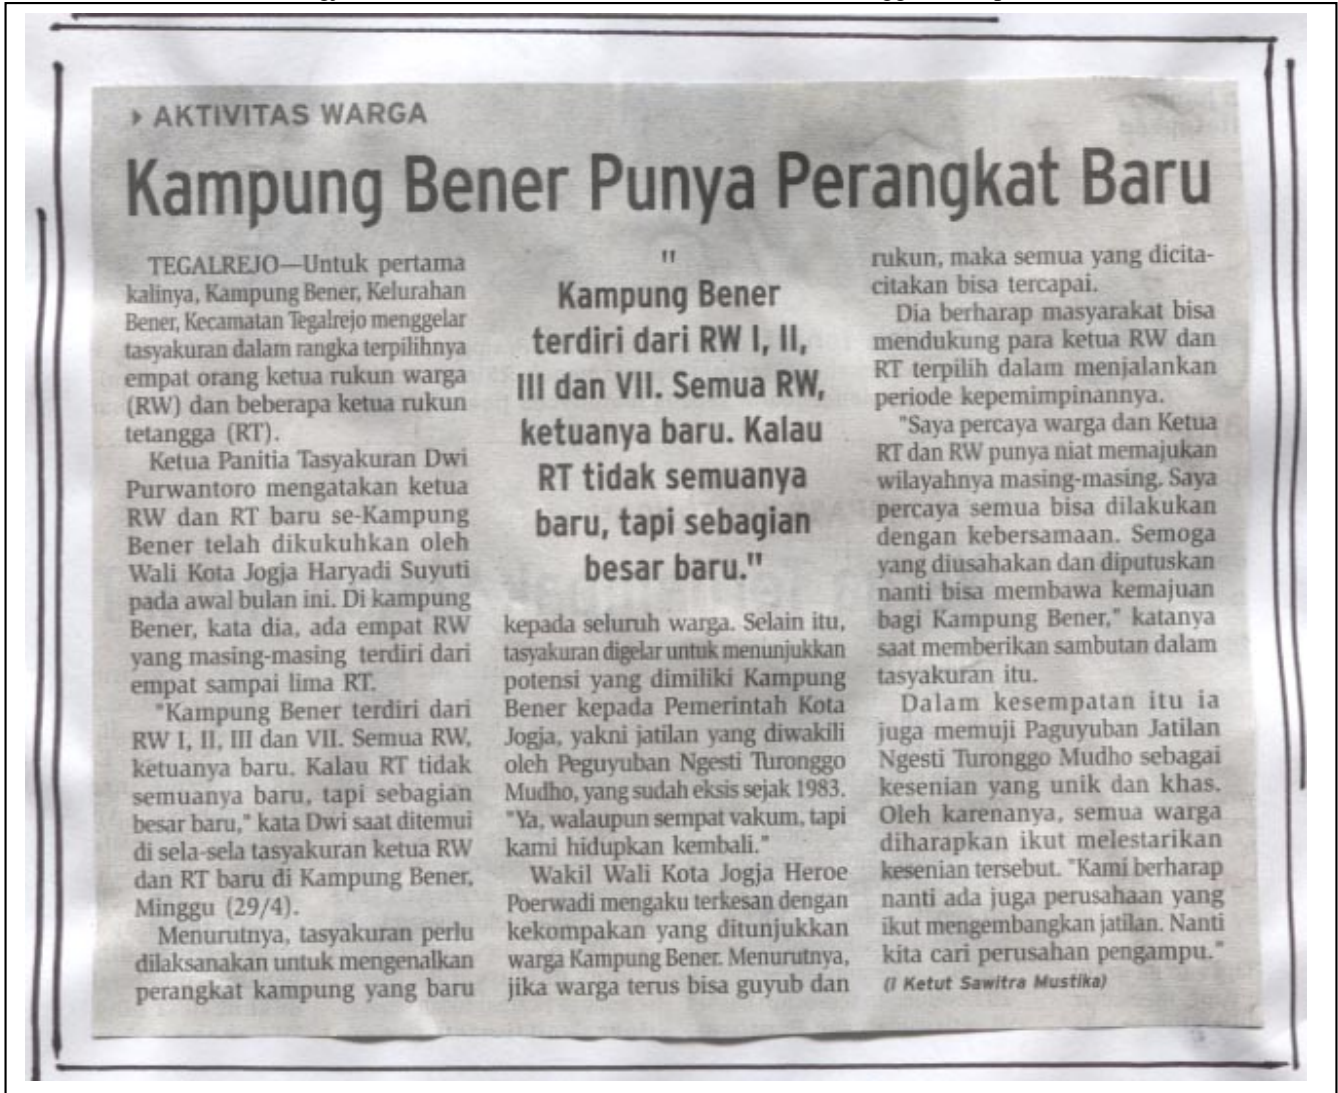 AKTIVITAS WARGA
Kampung Bener Punya Perangkat Baru
TEGALREJO—Untuk pertama
kalinya, Kampung Bener, Kelurahan
Bener, Kecamatan Tegalrejo menggelar
tasyakuran dalam rangka terpilihnya
empat orang ketua rukun warga
(RW) dan beberapa ketua rukun
tetangga (RT).
Ketua Panitia Tasyakuran Dwi
Purwantoro mengatakan ketua
RW dan RT baru se-Kampung
Bener telah dikukuhkan oleh
Wali Kota Jogja Haryadi Suyuti
pada awal bulan ini. Di kampung
Bener, kata dia, ada empat RW
yang masing-masing terdiri dari
empat sampai lima RT.
"Kampung Bener terdiri dari
RW I, II, III dan VII. Semua RW,
ketuanya baru. Kalau RT tidak
semuanya baru, tapi sebagian
besar baru," kata Dwi saat ditemui
di sela-sela tasyakuran ketua RW
dan RT baru di Kampung Bener,
Minggu (29/4).
Menurutnya, tasyakuran perlu
dilaksanakan untuk mengenalkan
perangkat kampung yang baru
"
Kampung Bener
terdiri dari RW I, II,
III dan VII. Semua RW,
ketuanya baru. Kalau
RT tidak semuanya
baru, tapi sebagian
besar baru."
kepada seluruh warga. Selain itu,
tasyakuran digelar untuk menunjukkan
potensi yang dimiliki Kampung
Bener kepada Pemerintah Kota
Jogja, yakni jatilan yang diwakili
oleh Peguyuban Ngesti Turonggo
Mudho, yang sudah eksis sejak 1983.
"Ya, walaupun sempat vakum, tapi
kami hidupkan kembali."
Wakil Wali Kota Jogja Heroe
Poerwadi mengaku terkesan dengan
kekompakan yang ditunjukkan
warga Kampung Bener. Menurutnya,
jika warga terus bisa guyub dan
rukun, maka semua yang dicita-
citakan bisa tercapai.
Dia berharap masyarakat bisa
mendukung para ketua RW dan
RT terpilih dalam menjalankan
periode kepemimpinannya.
"Saya percaya warga dan Ketua
RT dan RW punya niat memajukan
wilayahnya masing-masing. Saya
percaya semua bisa dilakukan
dengan kebersamaan. Semoga
yang diusahakan dan diputuskan
nanti bisa membawa kemajuan
bagi Kampung Bener," katanya
saat memberikan sambutan dalam
tasyakuran itu.
Dalam kesempatan itu ia
juga memuji Paguyuban Jatilan
Ngesti Turonggo Mudho sebagai
kesenian yang unik dan khas.
Oleh karenanya, semua warga
diharapkan ikut melestarikan
kesenian tersebut. "Kami berharap
nanti ada juga perusahaan yang
ikut mengembangkan jatilan. Nanti
kita cari perusahan pengampu."
(I Ketut Sawitra Mustika)